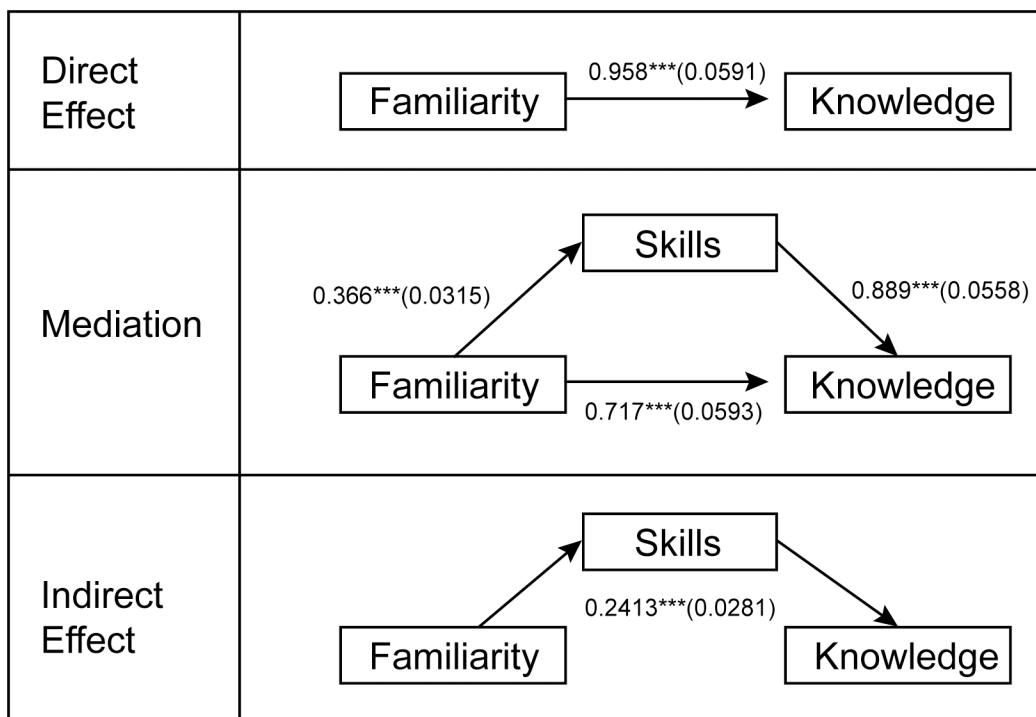 Direct
Effect
0.958***(0.0591)
Familiarity
Knowledge
Mediation
Skills
0.366***(0.0315)
0.889***(0.0558)
Familiarity
Knowledge
0.717***(0.0593)
Indirect
Effect
Skills
0.2413***(0.0281)
Familiarity
Knowledge